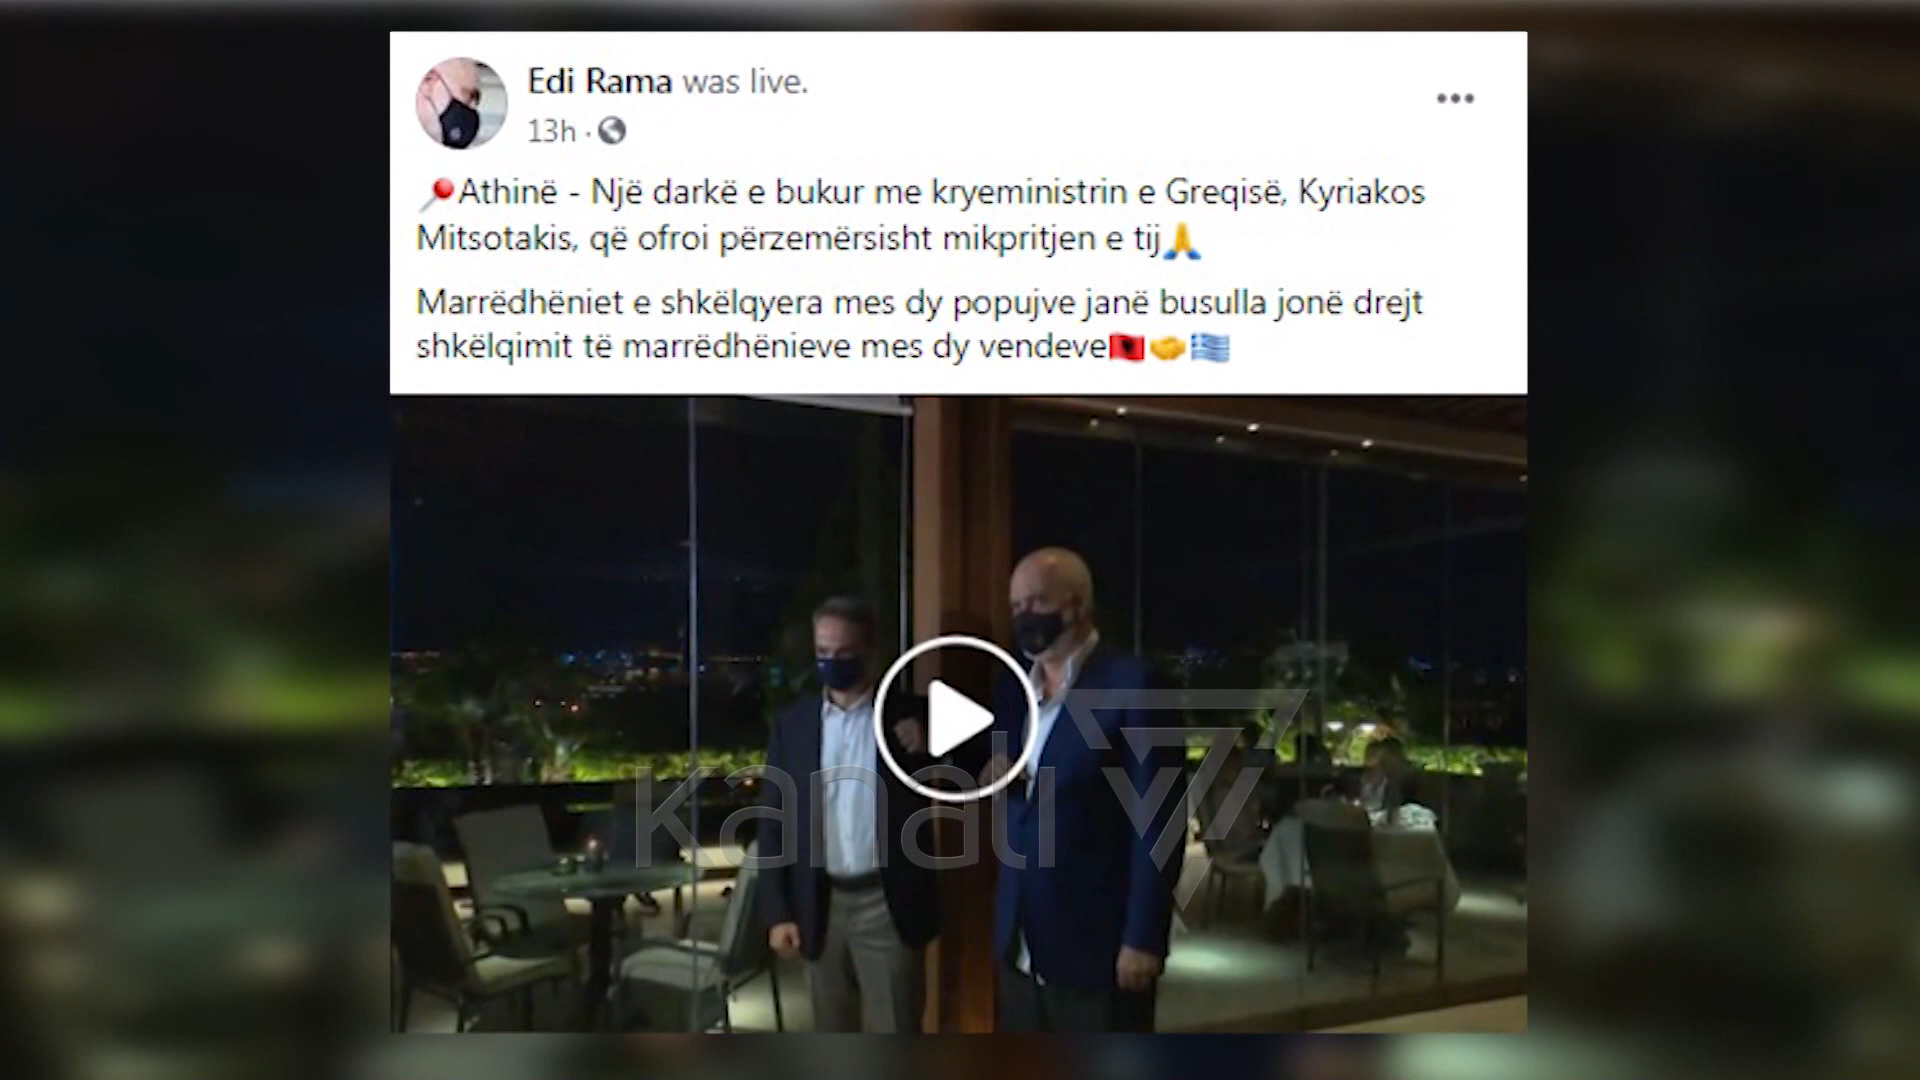 Edi Rama was live.
13h ·
📍Athinë - Një darkë e bukur me kryeministrin e Greqisë, Kyriakos
Mitsotakis, që ofroi përzemërsisht mikpritjen e tij🙏
Marrëdhëniet e shkëlqyera mes dy popujve janë busulla jonë drejt
shkëlqimit të marrëdhënieve mes dy vendeve🇦🇱🤝🇬🇷
kanali 7